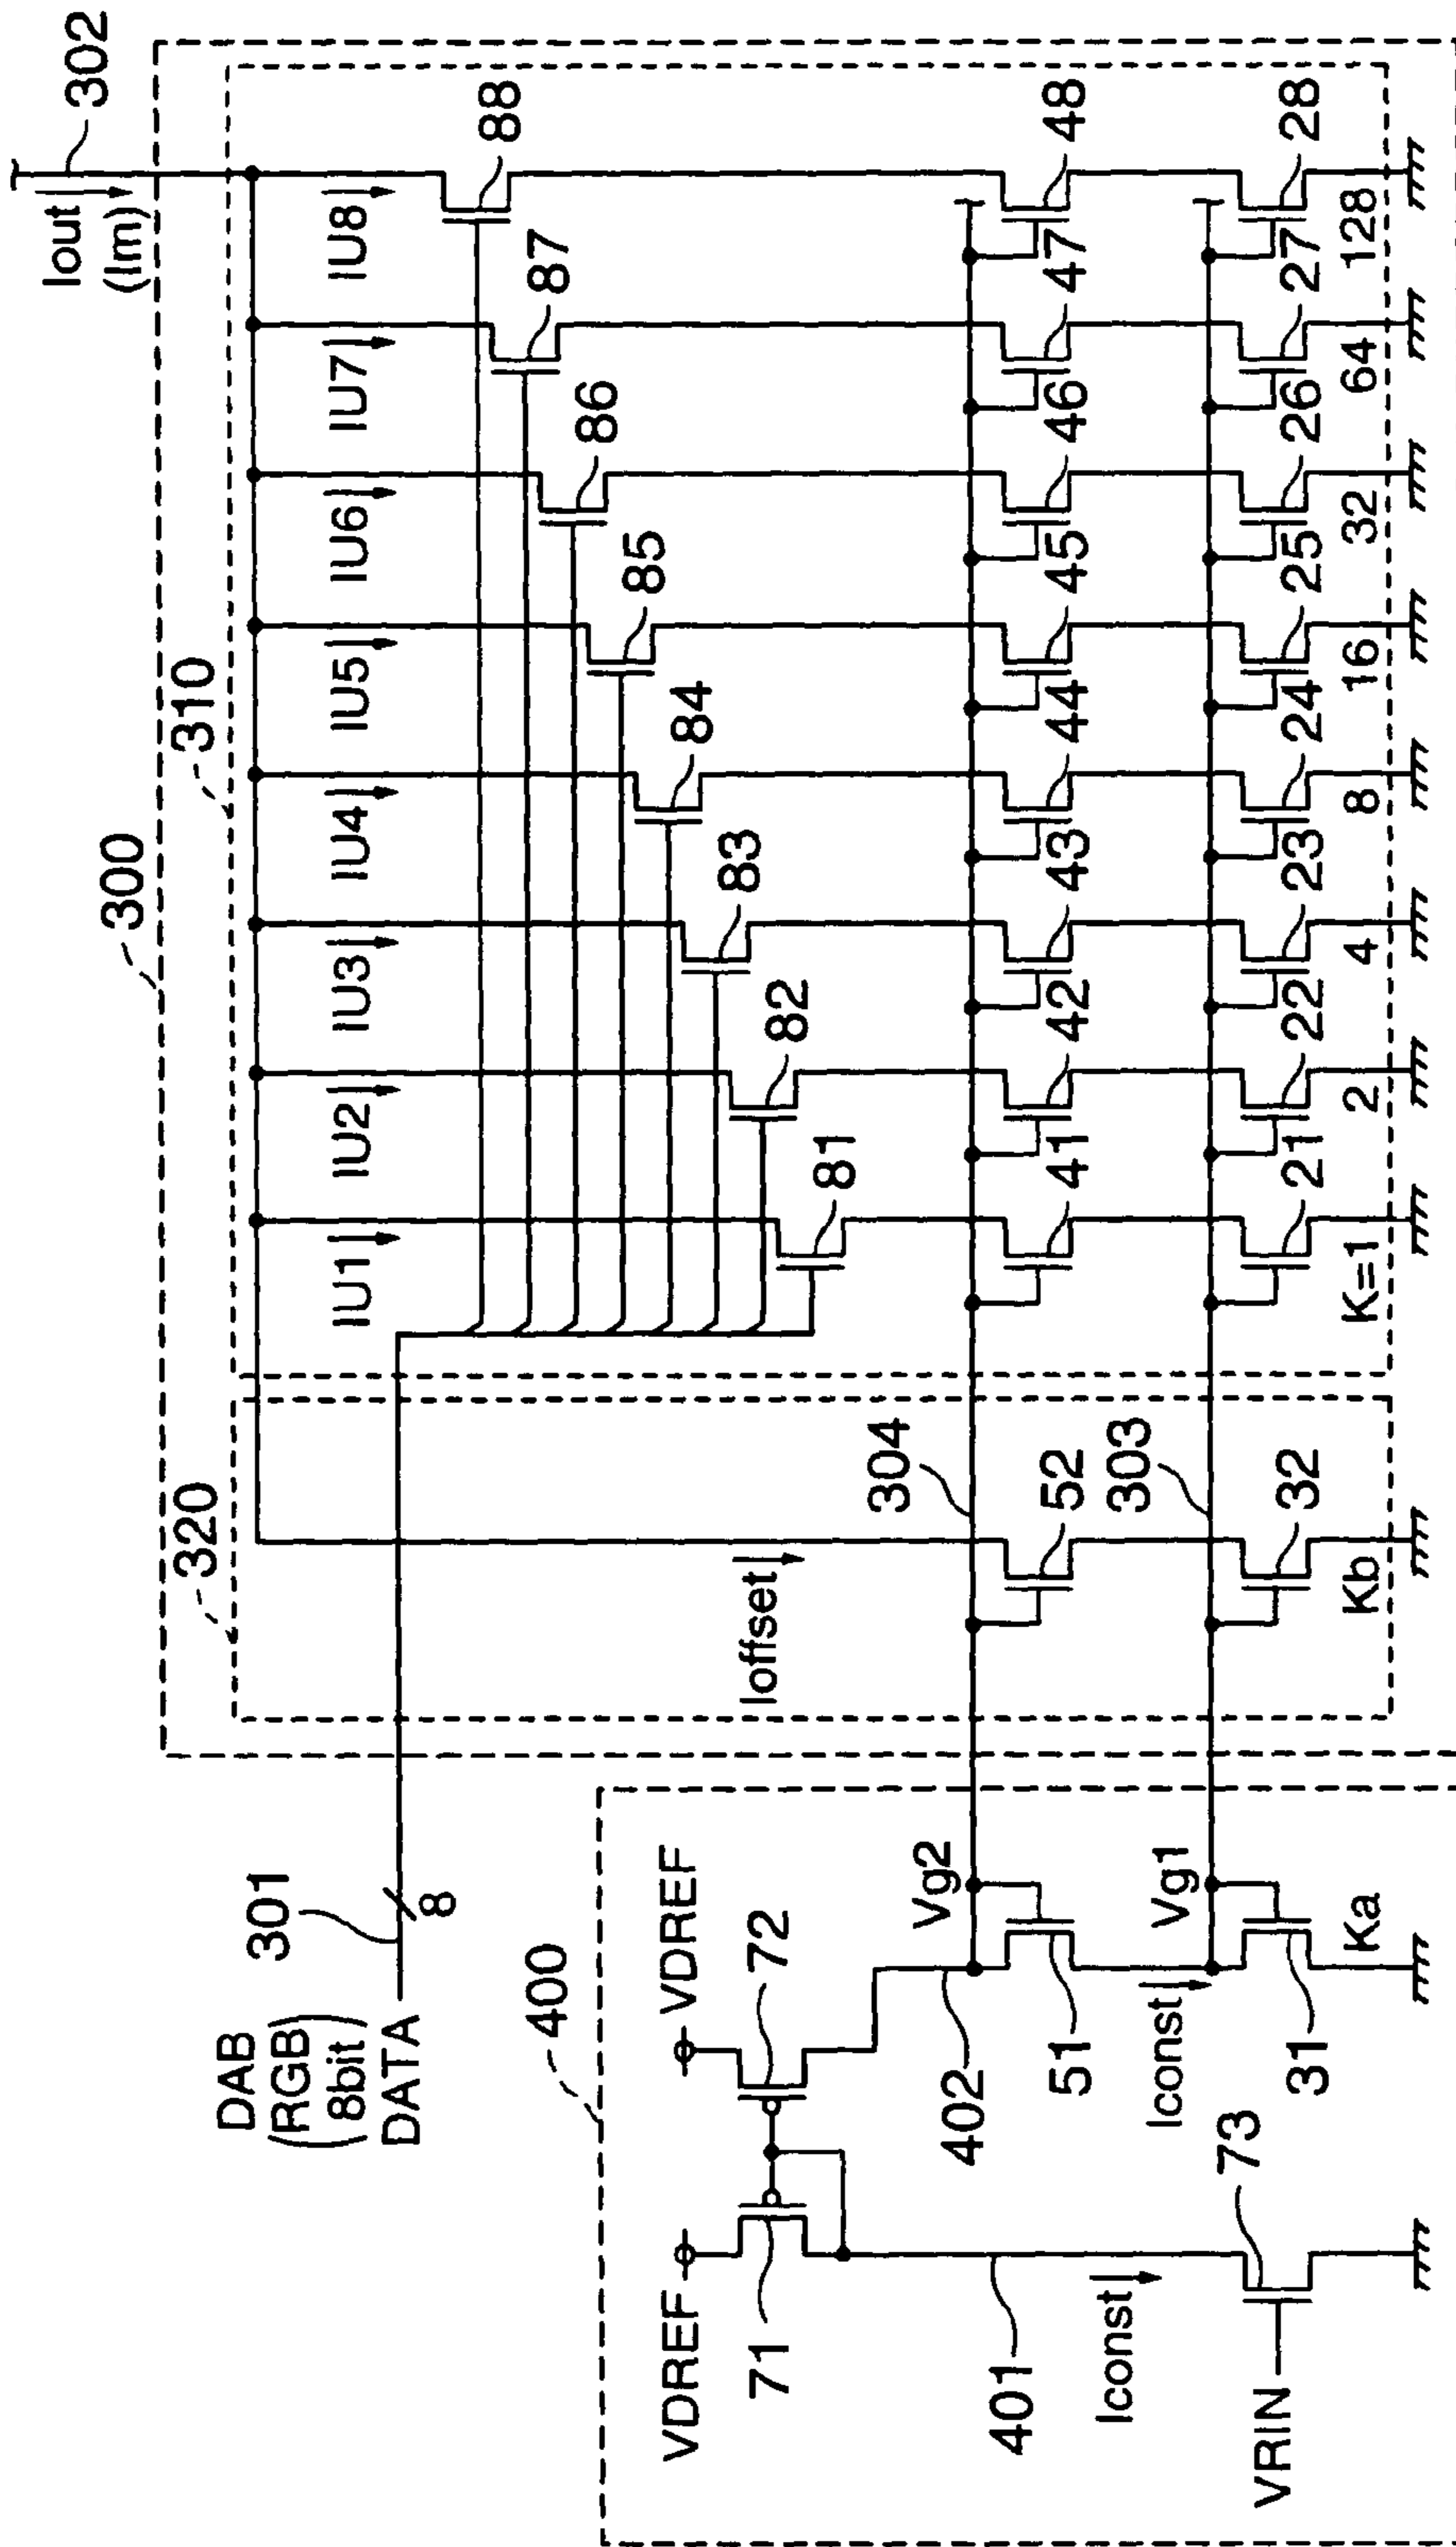 Iout
(Im)
302
300
310
320
IU1
IU2
IU3
IU4
IU5
IU6
IU7
IU8
88
87
86
85
84
83
82
81
DAB
(RGB
8bit)
DATA
301
8
400
VDREF
VDREF
71
72
Ioffset
304
Vg2
402
51
52
41
42
43
44
45
46
47
48
401
Iconst
Iconst
303
Vg1
31
32
21
22
23
24
25
26
27
28
VRIN
73
Ka
Kb
K=1
2
4
8
16
32
64
128